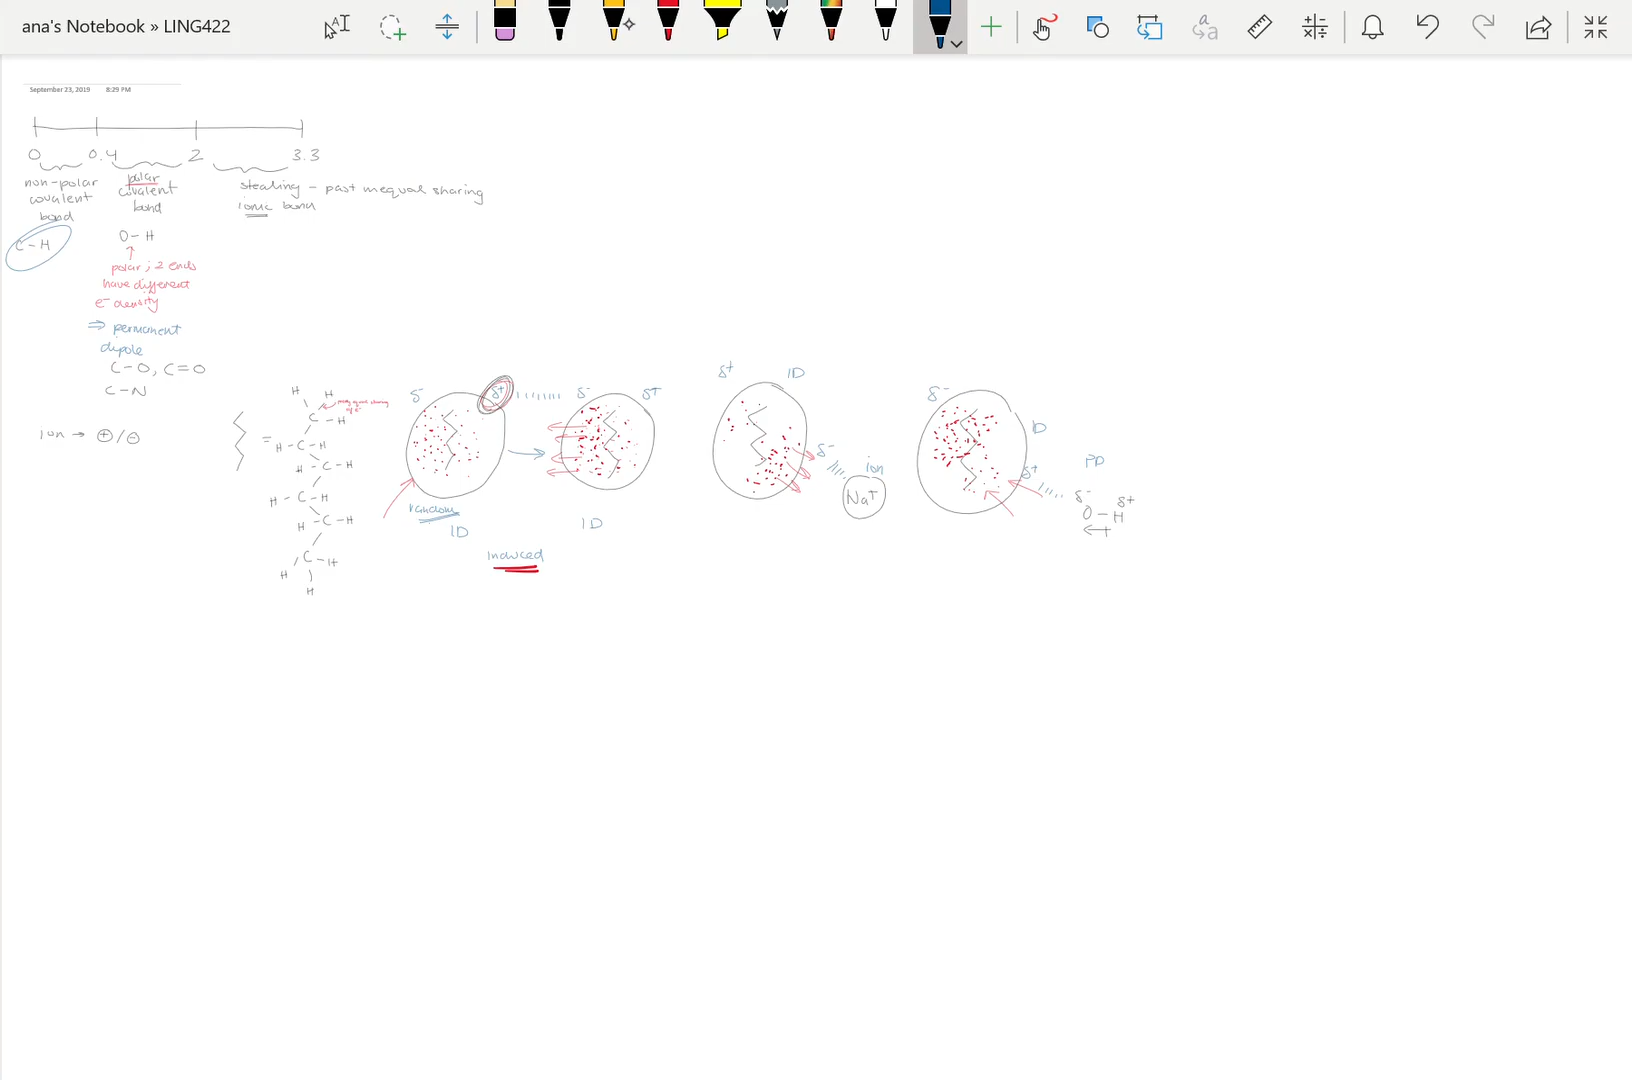 ana's Notebook » LING422
September 23, 2019 8:29 PM
0 0.4 2 3.3
non-polar
covalent
bond
polar
covalent
bond
stealing - past inequal sharing
ionic bond
C-H
O-H
↑
polar ; 2 ends
have different
e⁻ density
⇒ permanent
dipole
C-O, C=O
C-N
Ion → ⊕/⊖
=
H H
C - H
H - C - H
H - C - H
H - C - H
H - C - H
C - H
H
H
δ⁻ δ⁺
random
ID
δ⁻ δ⁺
ID
induced
δ⁺ ID
δ⁻
ion
Na⁺
δ⁻
ID
δ⁺
PD
δ⁻ δ⁺
O - H